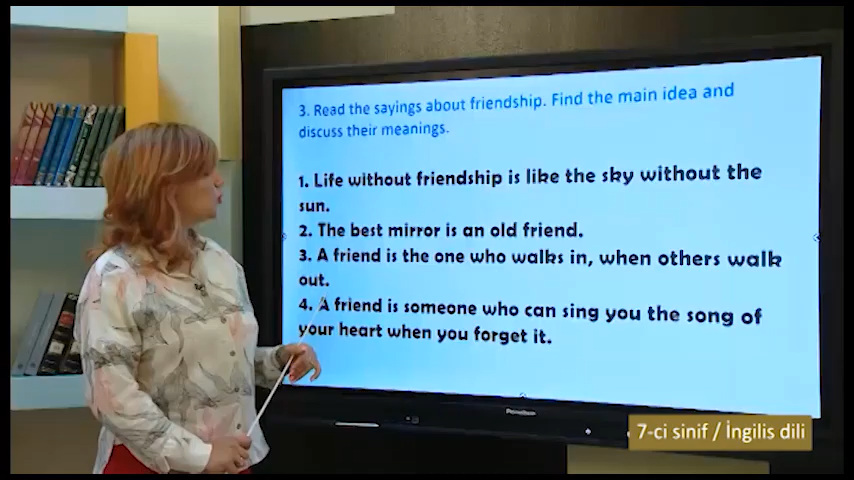 3. Read the sayings about friendship. Find the main idea and
discuss their meanings.
1. Life without friendship is like the sky without the
sun.
2. The best mirror is an old friend.
3. A friend is the one who walks in, when others walk
out.
4. A friend is someone who can sing you the song of
your heart when you forget it.
Promethean
7-ci sinif / İngilis dili